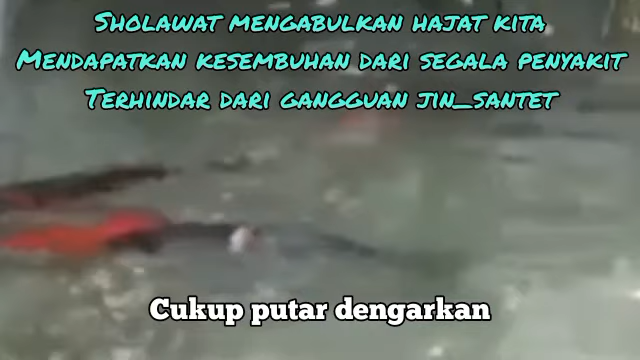 Sholawat mengabulkan hajat kita
Mendapatkan kesembuhan dari segala penyakit
Terhindar dari gangguan jin_santet
Cukup putar dengarkan